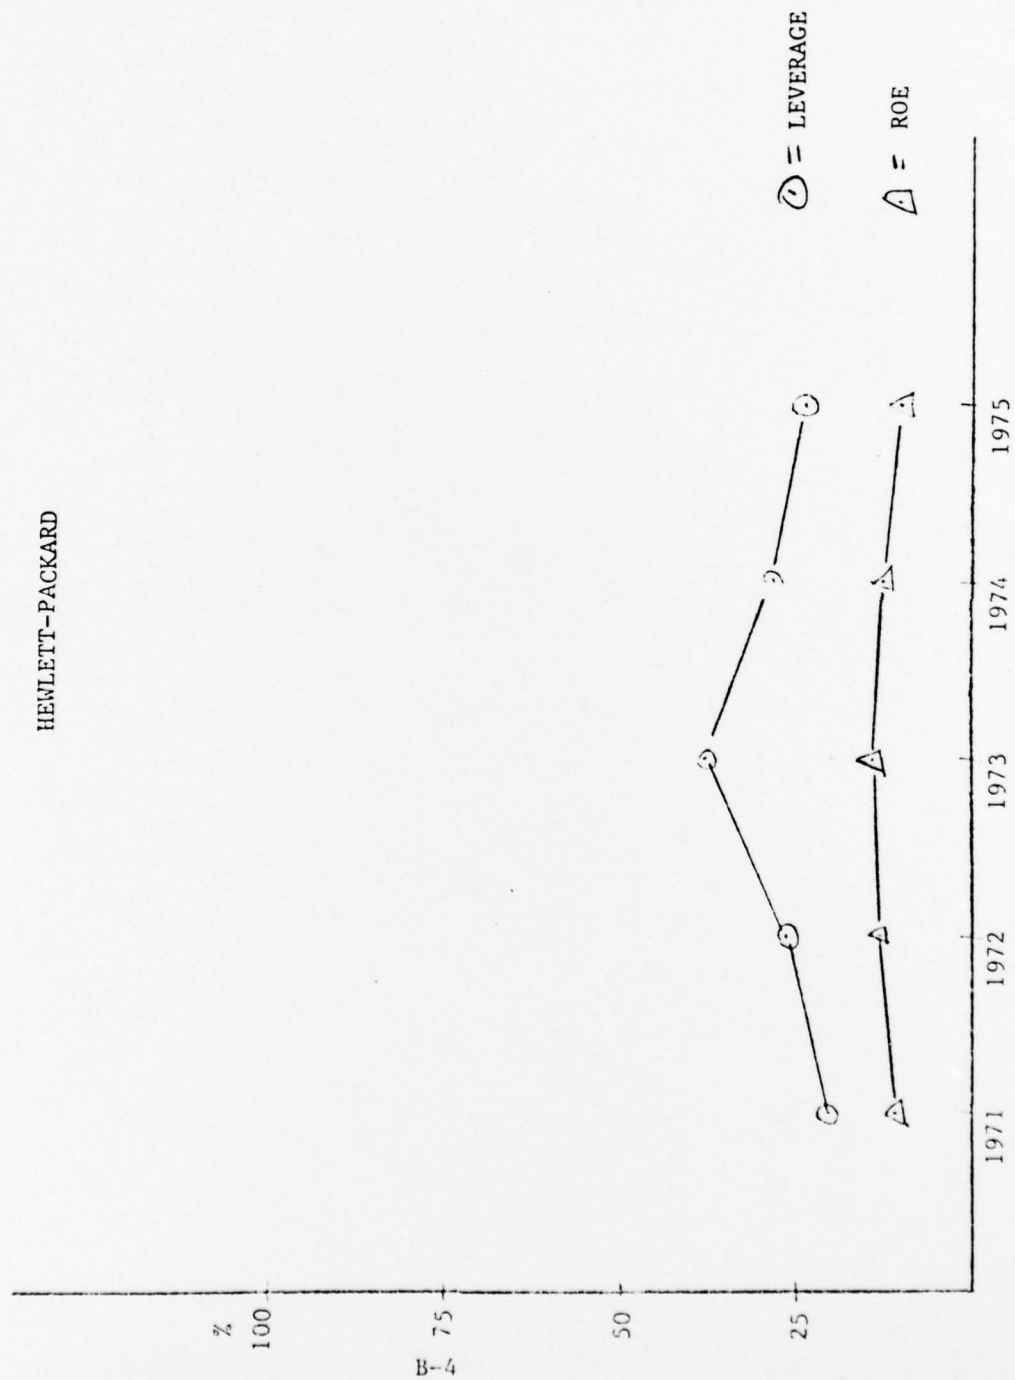 HEWLETT-PACKARD
%
100
75
50
25
= LEVERAGE
= ROE
1971 1972 1973 1974 1975
B-4